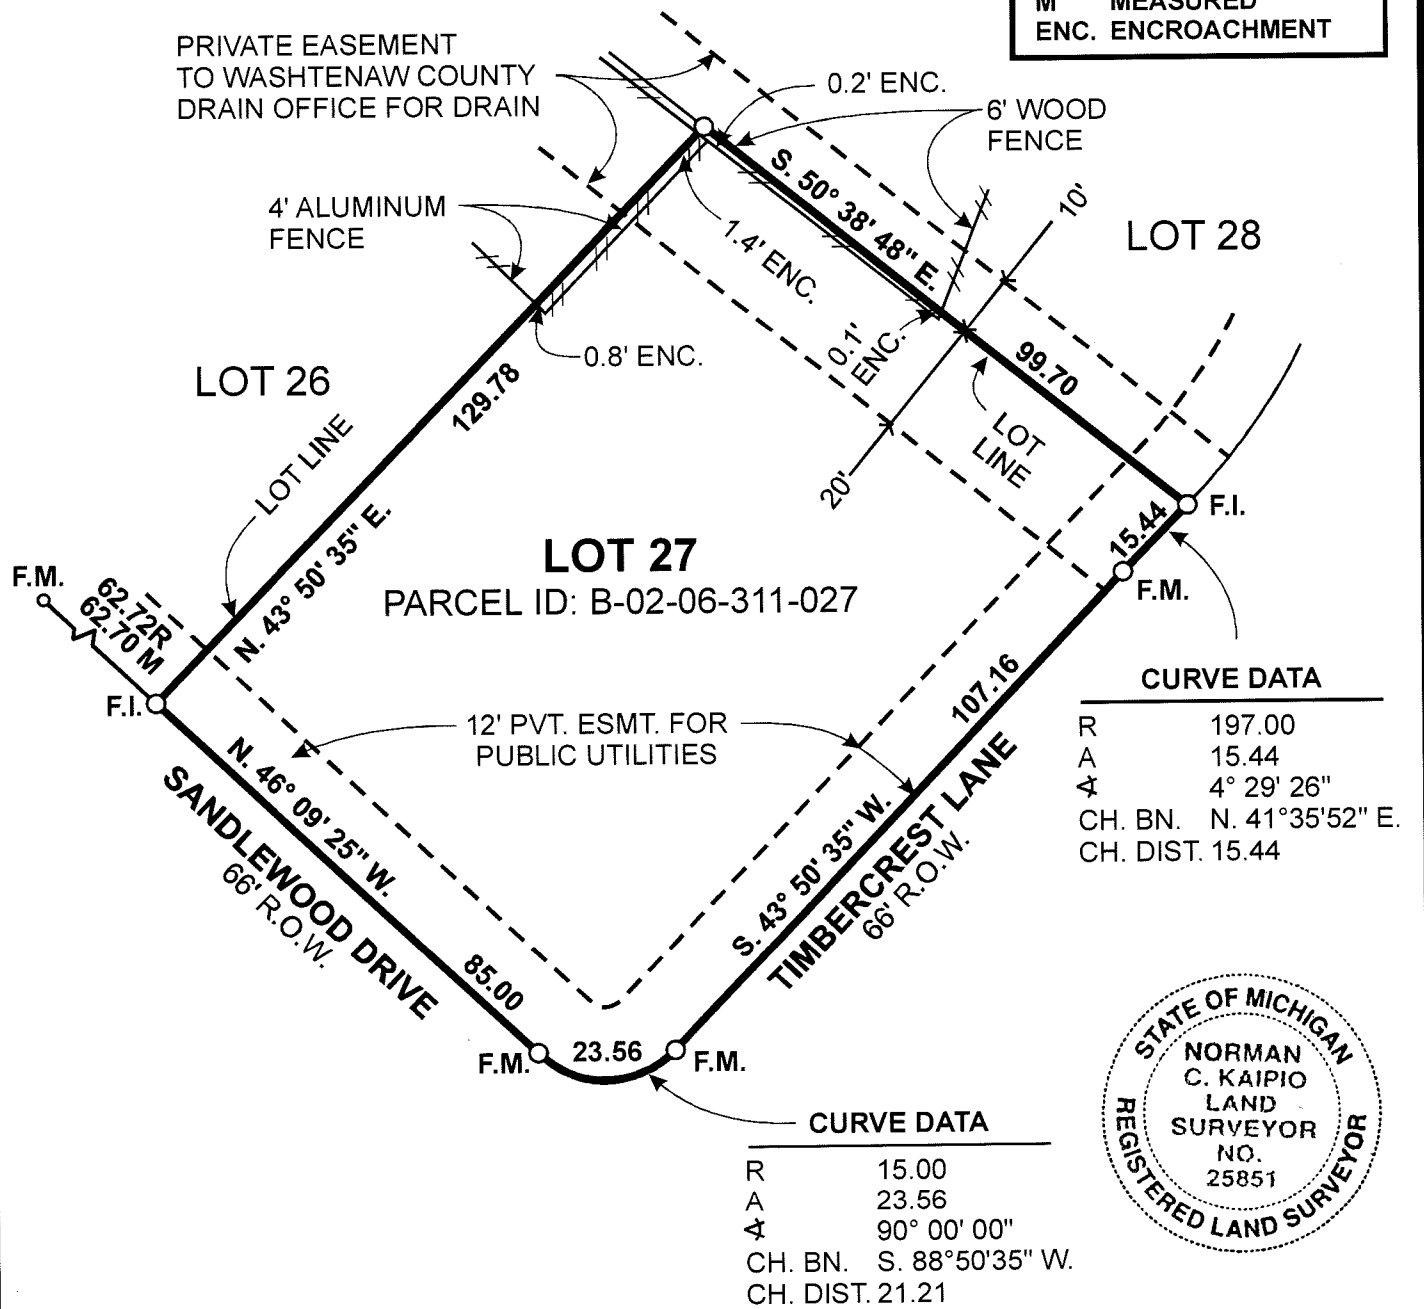 M MEASURED
ENC. ENCROACHMENT
PRIVATE EASEMENT
TO WASHTENAW COUNTY
DRAIN OFFICE FOR DRAIN
0.2' ENC.
6' WOOD
FENCE
4' ALUMINUM
FENCE
S. 50° 38' 48" E.
1.4' ENC.
10'
LOT 28
0.1'
ENC.
0.8' ENC.
99.70
LOT 26
129.78
LOT
LINE
LOT LINE
20'
F.I.
15.44
N. 43° 50' 35" E.
LOT 27
PARCEL ID: B-02-06-311-027
F.M.
F.M.
62.72R
62.70 M
F.I.
107.16
CURVE DATA
R 197.00
A 15.44
∢ 4° 29' 26"
CH. BN. N. 41°35'52" E.
CH. DIST. 15.44
12' PVT. ESMT. FOR
PUBLIC UTILITIES
N. 46° 09' 25" W.
SANDLEWOOD DRIVE
66' R.O.W.
S. 43° 50' 35" W.
TIMBERCREST LANE
66' R.O.W.
85.00
F.M.
23.56
F.M.
CURVE DATA
R 15.00
A 23.56
∢ 90° 00' 00"
CH. BN. S. 88°50'35" W.
CH. DIST. 21.21
STATE OF MICHIGAN
NORMAN
C. KAIPIO
LAND
SURVEYOR
NO.
25851
REGISTERED LAND SURVEYOR